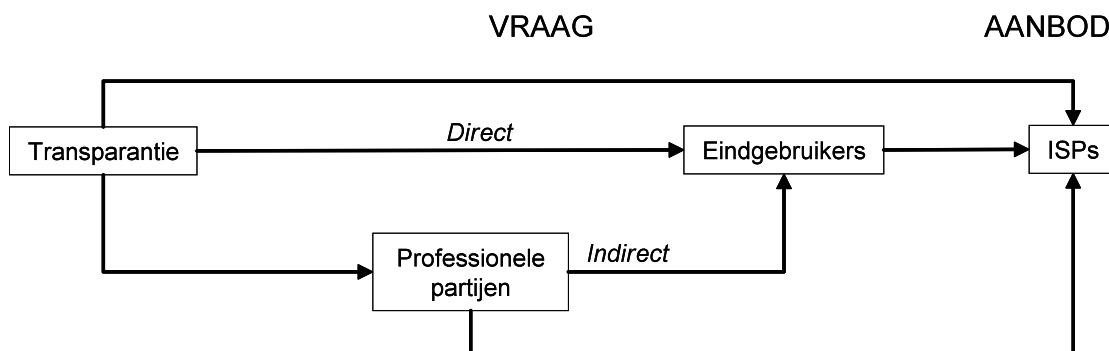 VRAAG
AANBOD
Direct
Transparantie
Eindgebruikers
ISPs
Professionele
partijen
Indirect